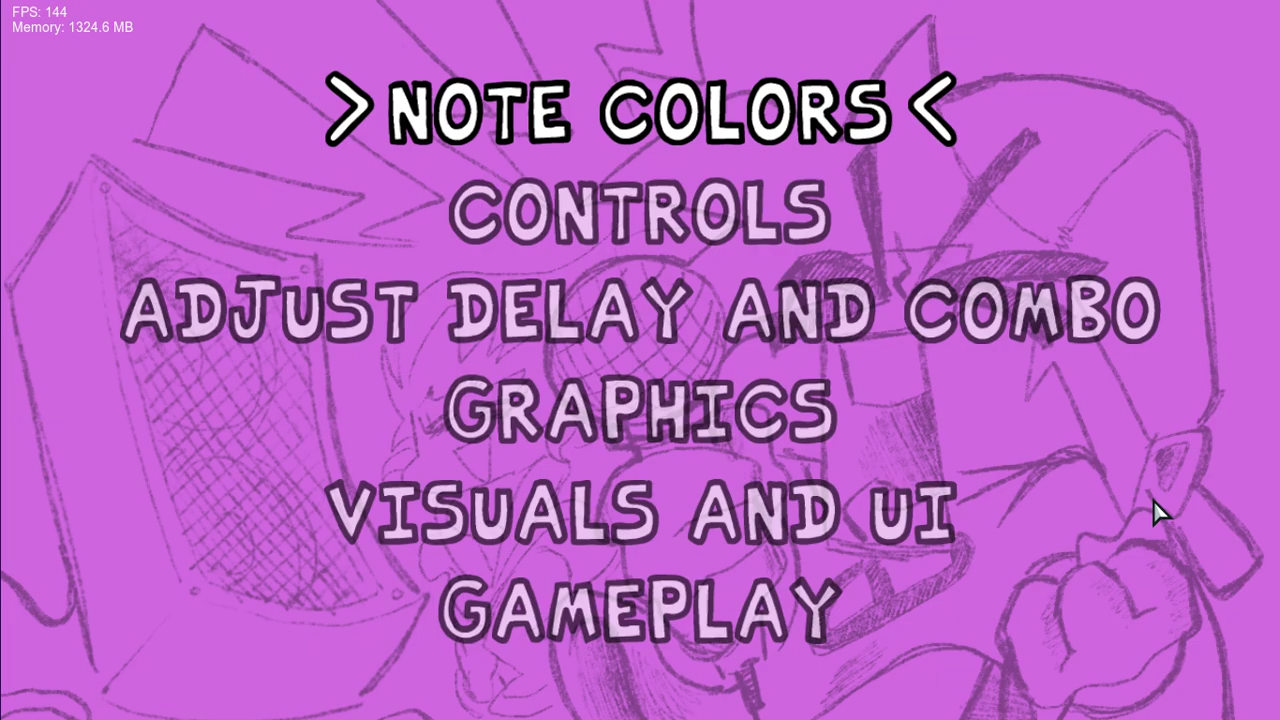 FPS: 144
Memory: 1324.6 MB
>NOTE COLORS<
CONTROLS
ADJUST DELAY AND COMBO
GRAPHICS
VISUALS AND UI
GAMEPLAY